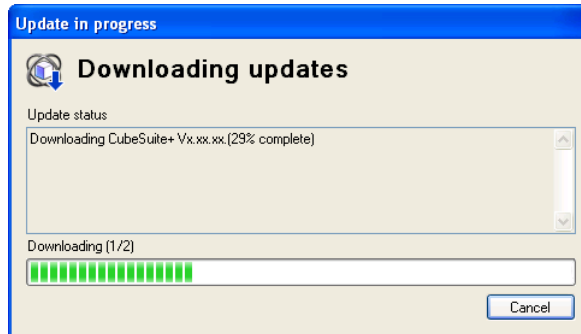 Update in progress
Downloading updates
Update status
Downloading CubeSuite+ Vx.xx.xx.(29% complete)
Downloading (1/2)
Cancel